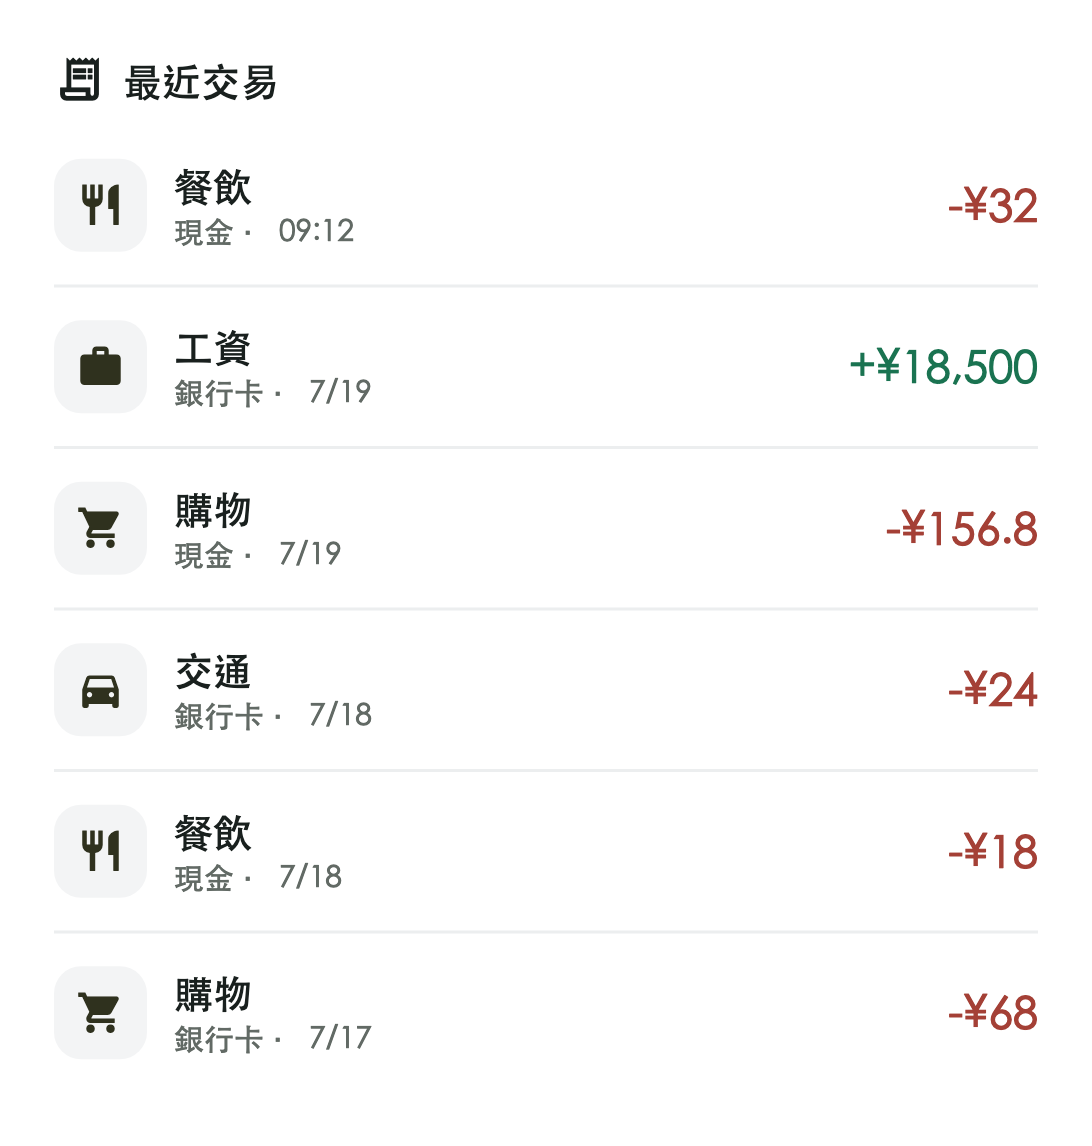 最近交易
餐飲
現金 · 09:12
-¥32
工資
銀行卡 · 7/19
+¥18,500
購物
現金 · 7/19
-¥156.8
交通
銀行卡 · 7/18
-¥24
餐飲
現金 · 7/18
-¥18
購物
銀行卡 · 7/17
-¥68